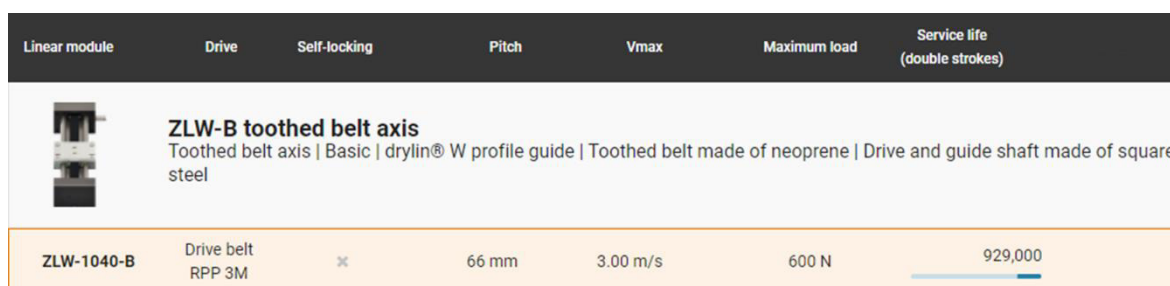 Linear module Drive Self-locking Pitch Vmax Maximum load Service life
(double strokes)
ZLW-B toothed belt axis
Toothed belt axis | Basic | drylin® W profile guide | Toothed belt made of neoprene | Drive and guide shaft made of square
steel
ZLW-1040-B Drive belt 66 mm 3.00 m/s 600 N 929,000
RPP 3M